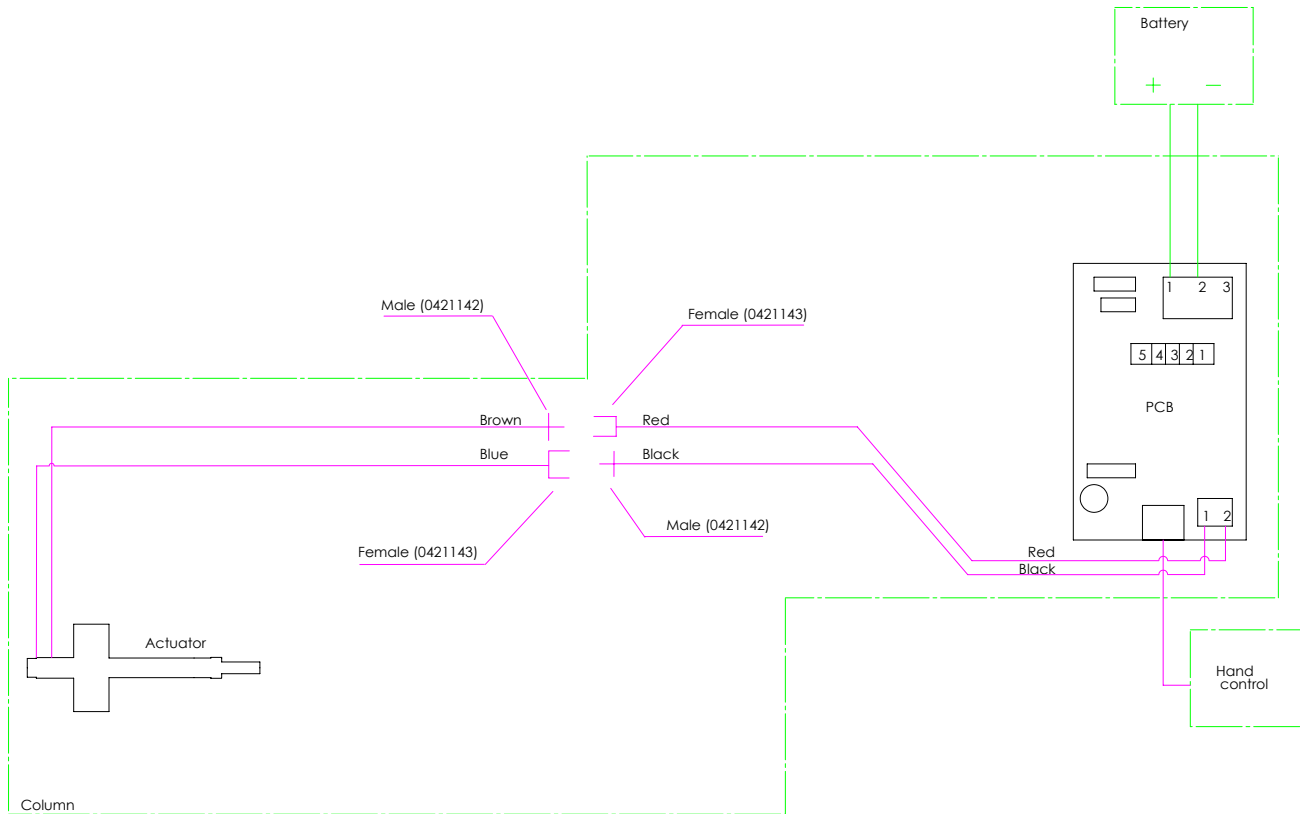 Battery
+ −
1 2 3
Male (0421142)
Female (0421143)
5 4 3 2 1
PCB
Brown
Red
Blue
Black
1 2
Male (0421142)
Female (0421143)
Red
Black
Actuator
Hand
control
Column